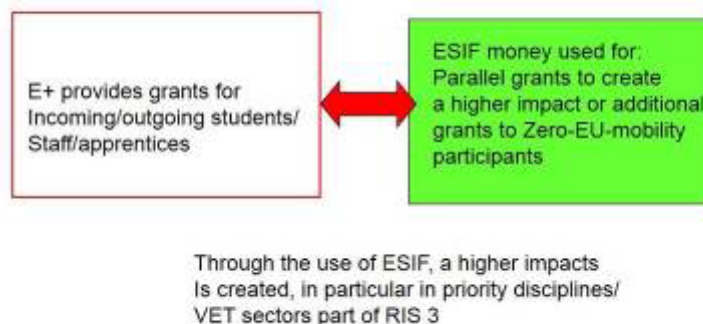 E+ provides grants for
Incoming/outgoing students/
Staff/apprentices
ESIF money used for:
Parallel grants to create
a higher impact or additional
grants to Zero-EU-mobility
participants
Through the use of ESIF, a higher impacts
Is created, in particular in priority disciplines/
VET sectors part of RIS 3